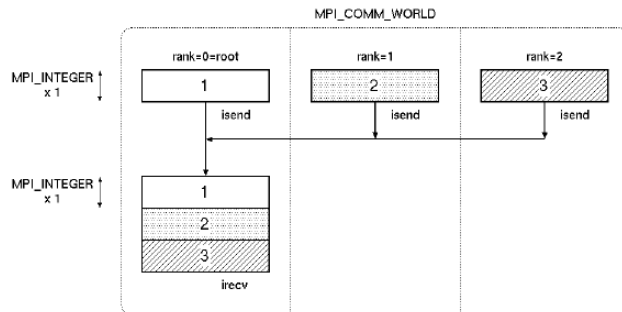 MPI_COMM_WORLD
rank=0=root
rank=1
rank=2
MPI_INTEGER
x 1
1
2
3
isend
isend
isend
MPI_INTEGER
x 1
1
2
3
irecv